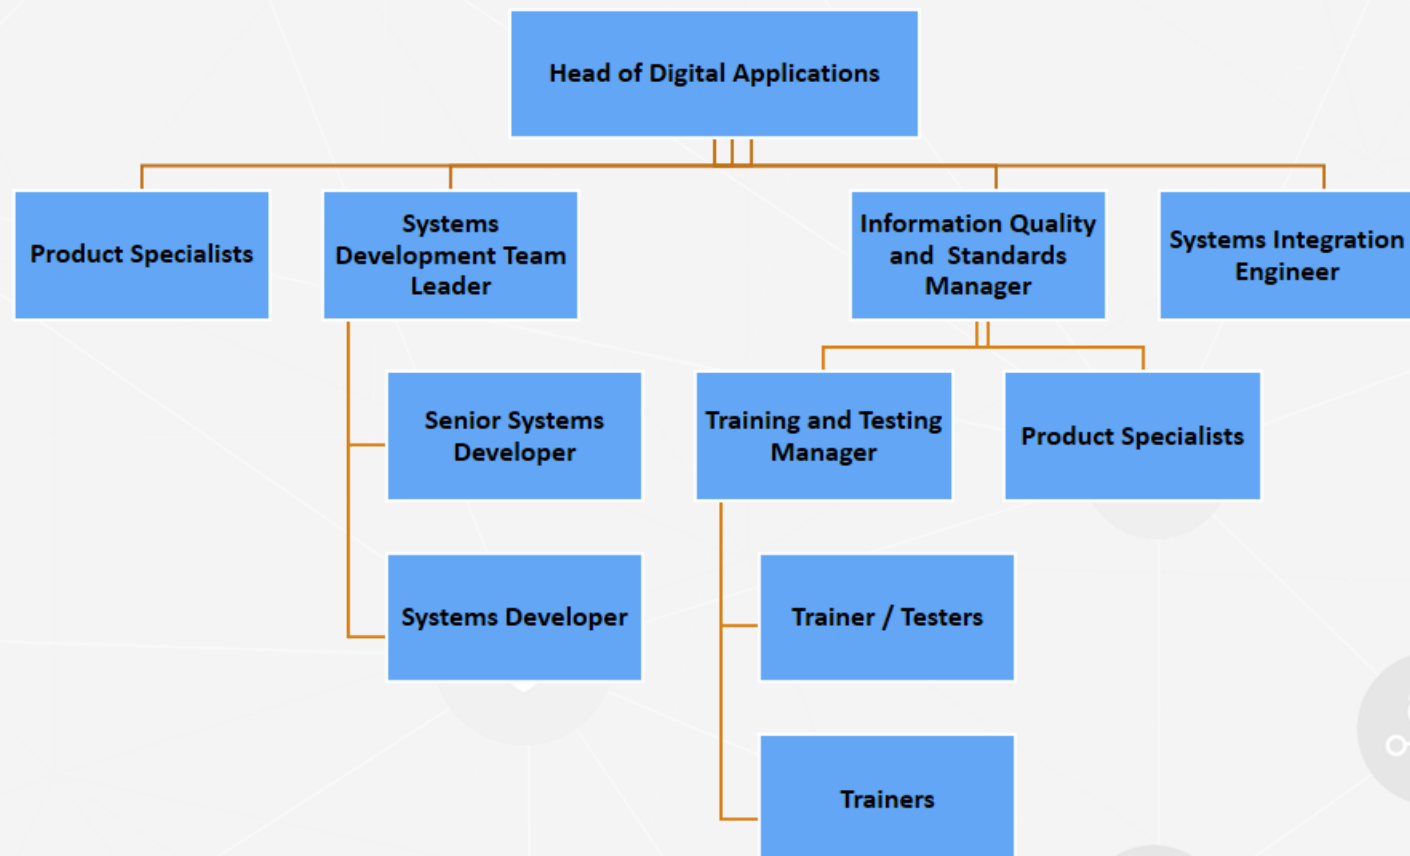 Head of Digital Applications
Product Specialists
Systems
Development Team
Leader
Information Quality
and  Standards
Manager
Systems Integration
Engineer
Senior Systems
Developer
Training and Testing
Manager
Product Specialists
Systems Developer
Trainer / Testers
Trainers